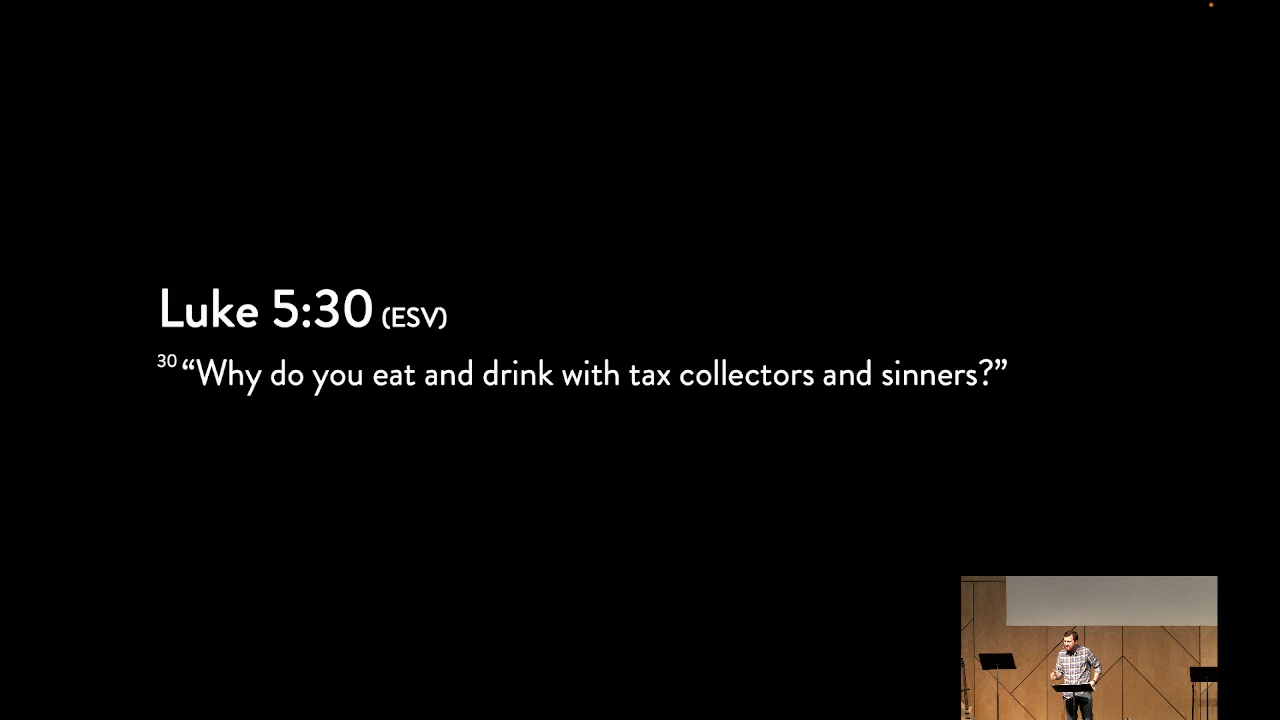 Luke 5:30 (ESV)
30 “Why do you eat and drink with tax collectors and sinners?”